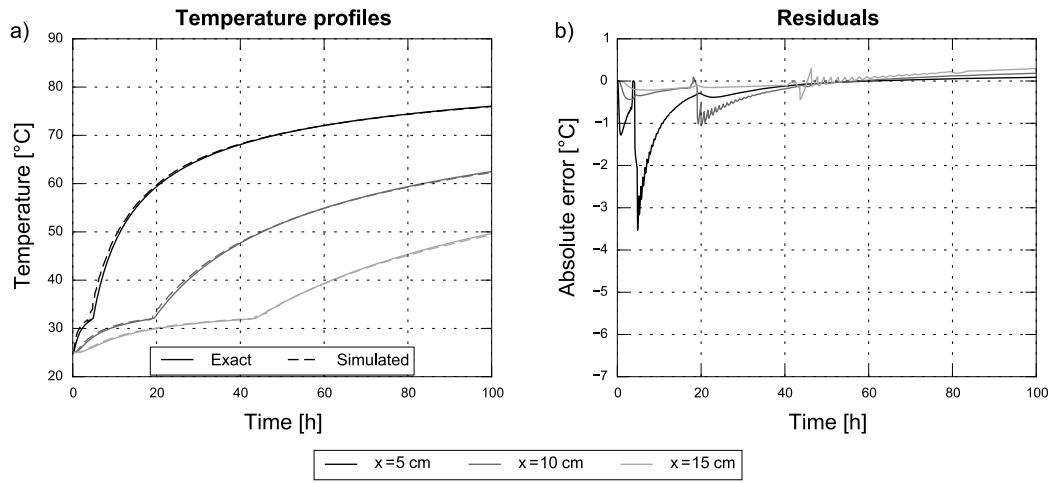 a)
Temperature profiles
90
80
70
60
50
40
30
20
Temperature [°C]
Exact
Simulated
0
20
40
60
80
100
Time [h]
b)
Residuals
1
0
−1
−2
−3
−4
−5
−6
−7
Absolute error [°C]
0
20
40
60
80
100
Time [h]
x=5 cm
x=10 cm
x=15 cm